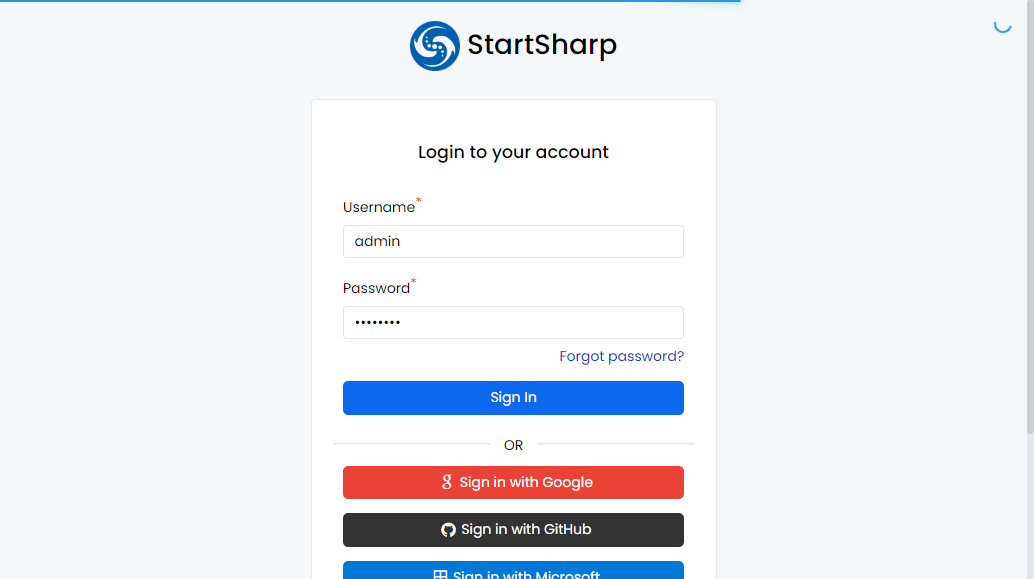 StartSharp
Login to your account
Username*
admin
Password*
••••••••
Forgot password?
Sign In
OR
Sign in with Google
Sign in with GitHub
Sign in with Microsoft